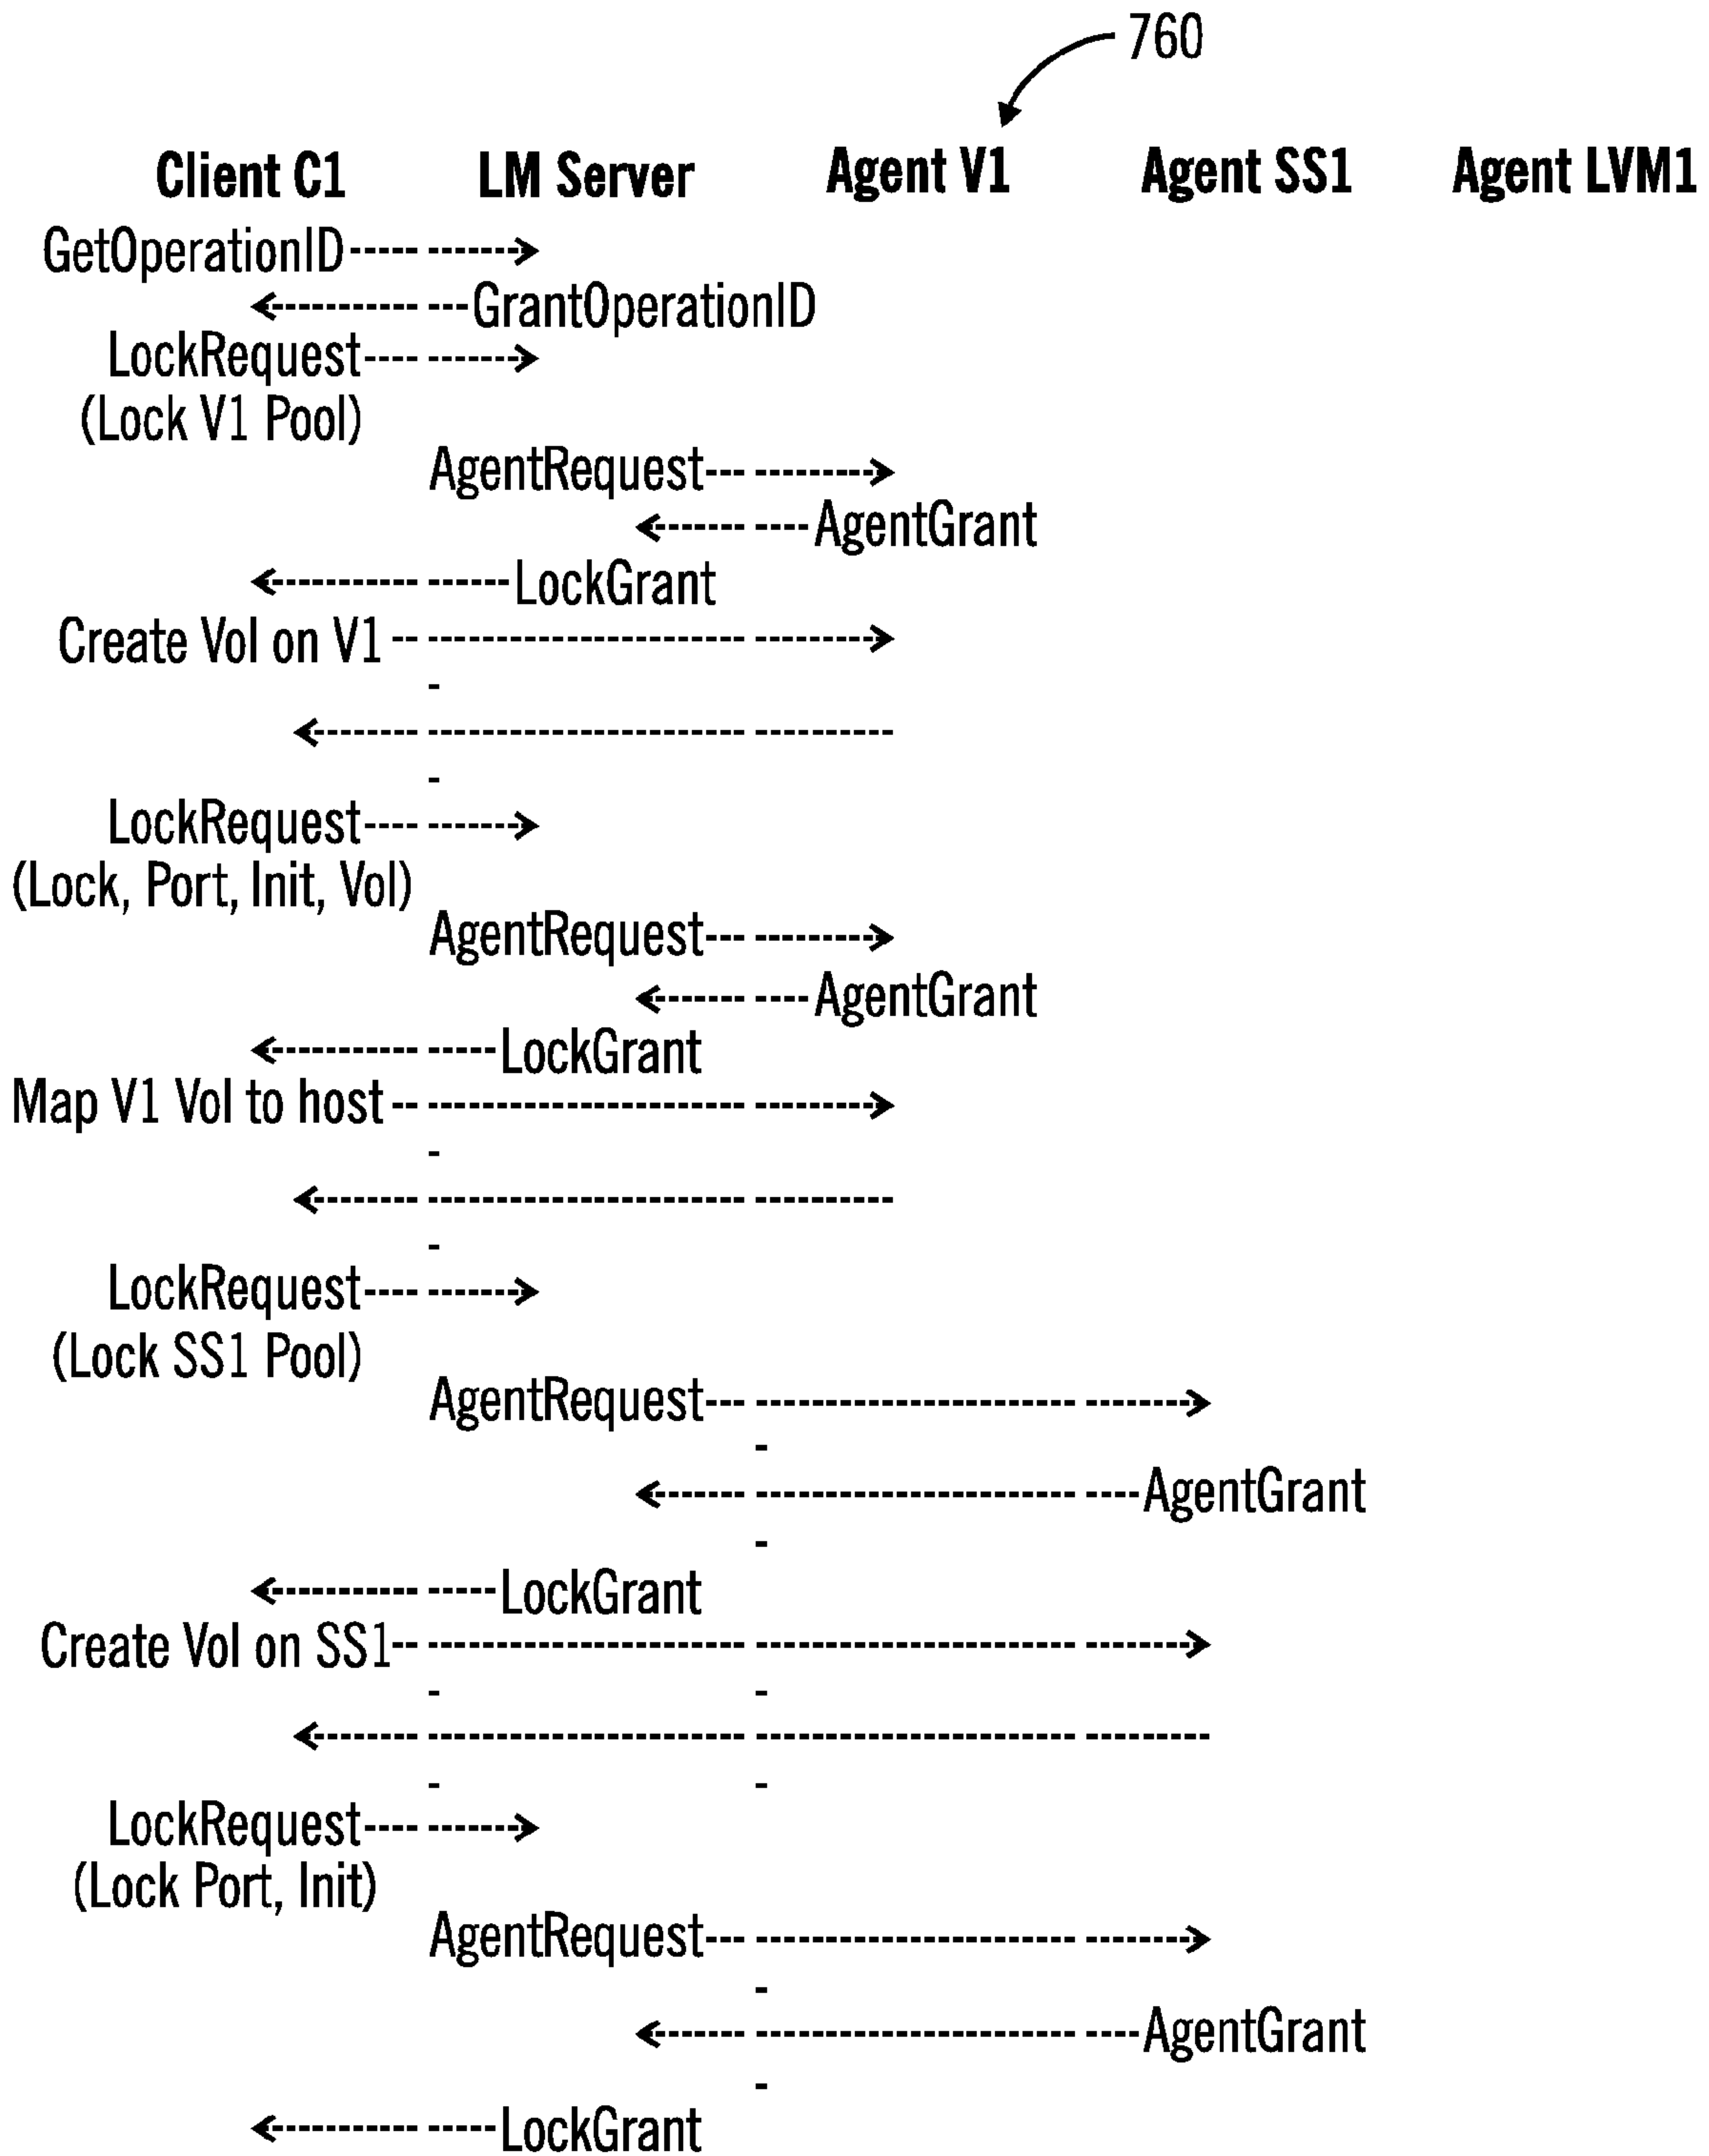 760
Client C1 LM Server Agent V1 Agent SS1 Agent LVM1
GetOperationID
GrantOperationID
LockRequest
(Lock V1 Pool)
AgentRequest
AgentGrant
LockGrant
Create Vol on V1
LockRequest
(Lock, Port, Init, Vol)
AgentRequest
AgentGrant
LockGrant
Map V1 Vol to host
LockRequest
(Lock SS1 Pool)
AgentRequest
AgentGrant
LockGrant
Create Vol on SS1
LockRequest
(Lock Port, Init)
AgentRequest
AgentGrant
LockGrant